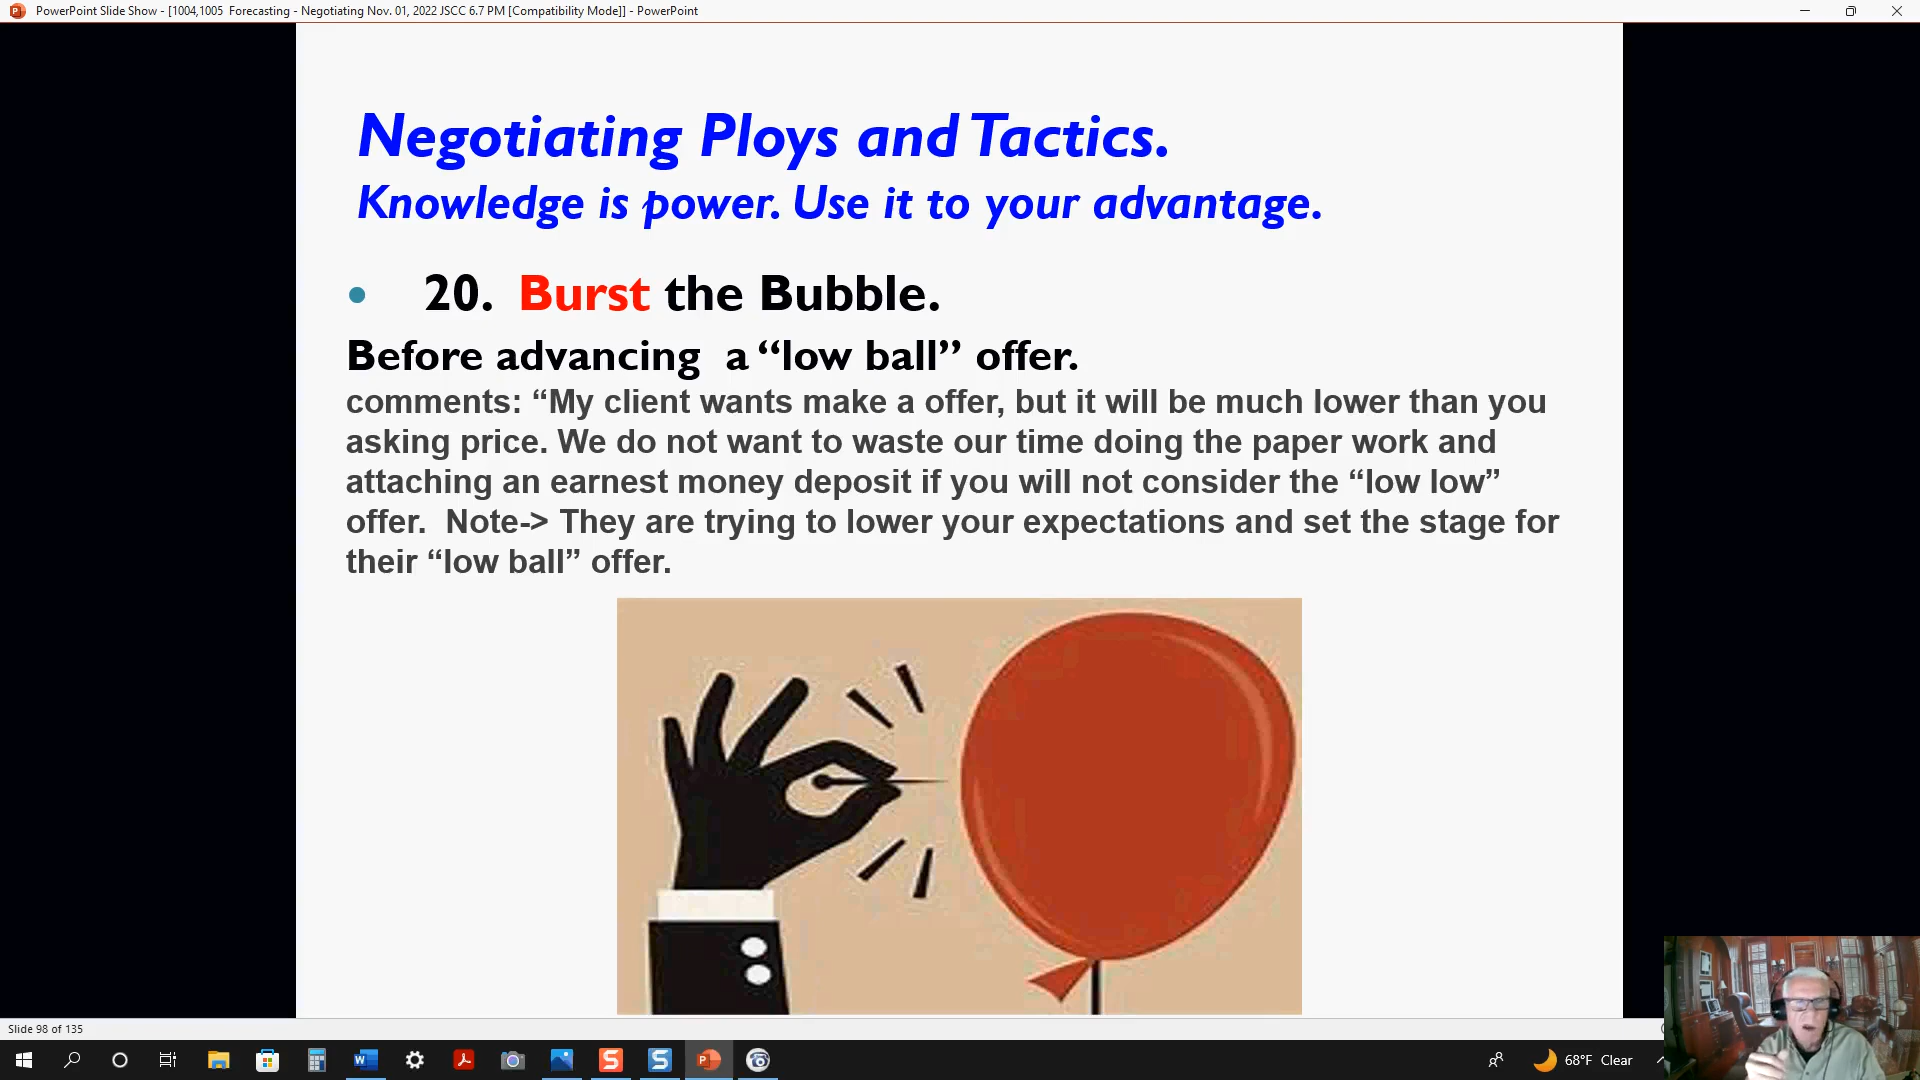 PowerPoint Slide Show - [1004,1005 Forecasting - Negotiating Nov. 01, 2022 JSCC 6.7 PM [Compatibility Mode]] - PowerPoint
Negotiating Ploys and Tactics.
Knowledge is power. Use it to your advantage.
• 20. Burst the Bubble.
Before advancing a “low ball” offer.
comments: “My client wants make a offer, but it will be much lower than you
asking price. We do not want to waste our time doing the paper work and
attaching an earnest money deposit if you will not consider the “low low”
offer. Note-> They are trying to lower your expectations and set the stage for
their “low ball” offer.
Slide 98 of 135
68°F Clear